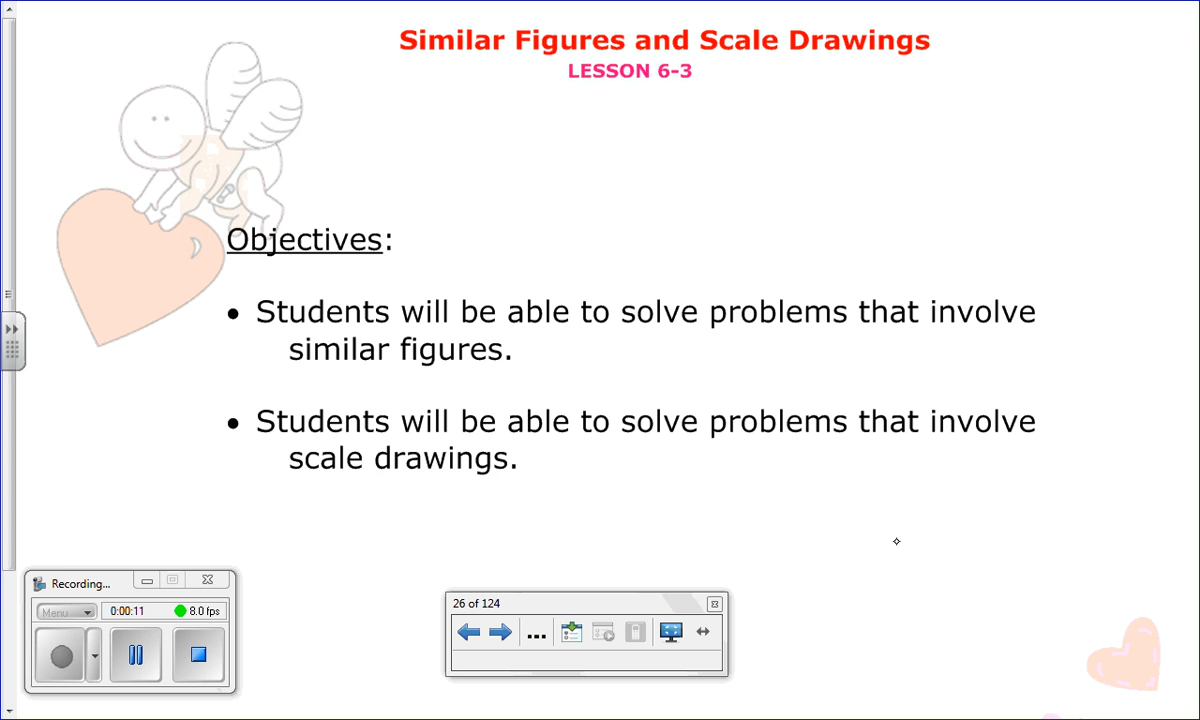 Similar Figures and Scale Drawings
LESSON 6-3
Objectives:
• Students will be able to solve problems that involve
similar figures.
• Students will be able to solve problems that involve
scale drawings.
Recording...
Menu
0:00:11
8.0 fps
26 of 124
...